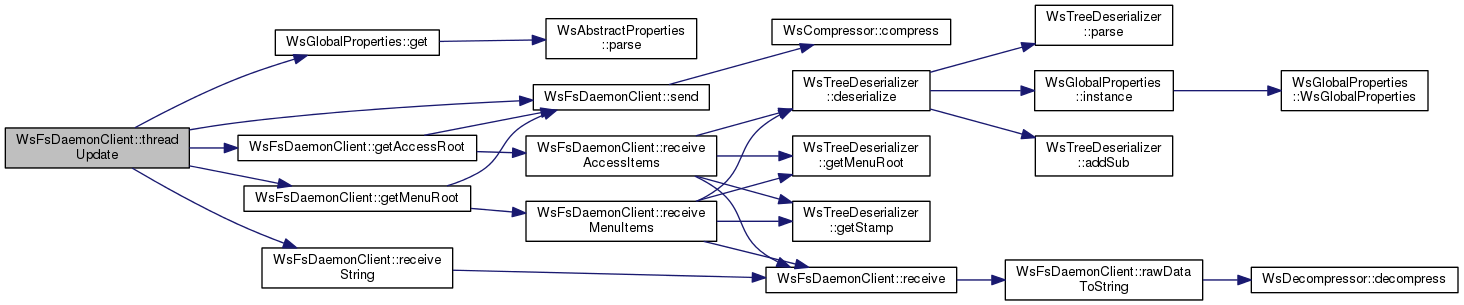 WsFsDaemonClient::thread
Update
WsGlobalProperties::get
WsAbstractProperties
::parse
WsFsDaemonClient::send
WsCompressor::compress
WsFsDaemonClient::getAccessRoot
WsFsDaemonClient::getMenuRoot
WsFsDaemonClient::receive
AccessItems
WsFsDaemonClient::receive
MenuItems
WsFsDaemonClient::receive
String
WsTreeDeserializer
::deserialize
WsTreeDeserializer
::getMenuRoot
WsTreeDeserializer
::getStamp
WsFsDaemonClient::receive
WsTreeDeserializer
::parse
WsGlobalProperties
::instance
WsGlobalProperties
::WsGlobalProperties
WsTreeDeserializer
::addSub
WsFsDaemonClient::rawData
ToString
WsDecompressor::decompress